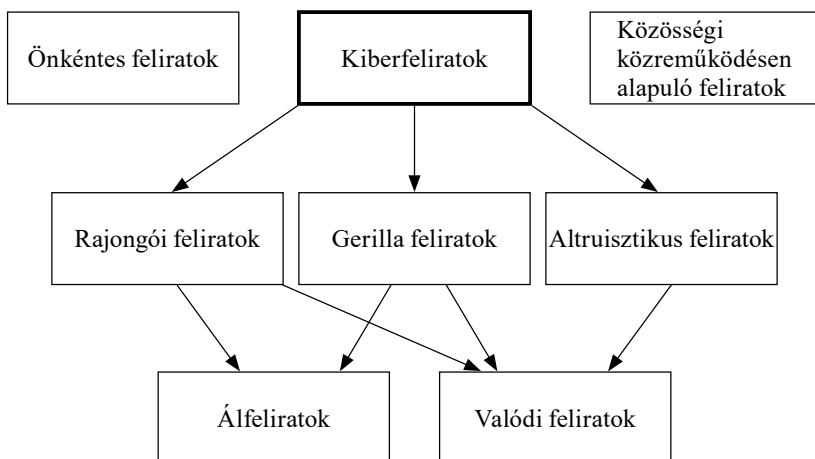 Önkéntes feliratok
Kiberfeliratok
Közösségi
közreműködésen
alapuló feliratok
Rajongói feliratok
Gerilla feliratok
Altruisztikus feliratok
Álfeliratok
Valódi feliratok